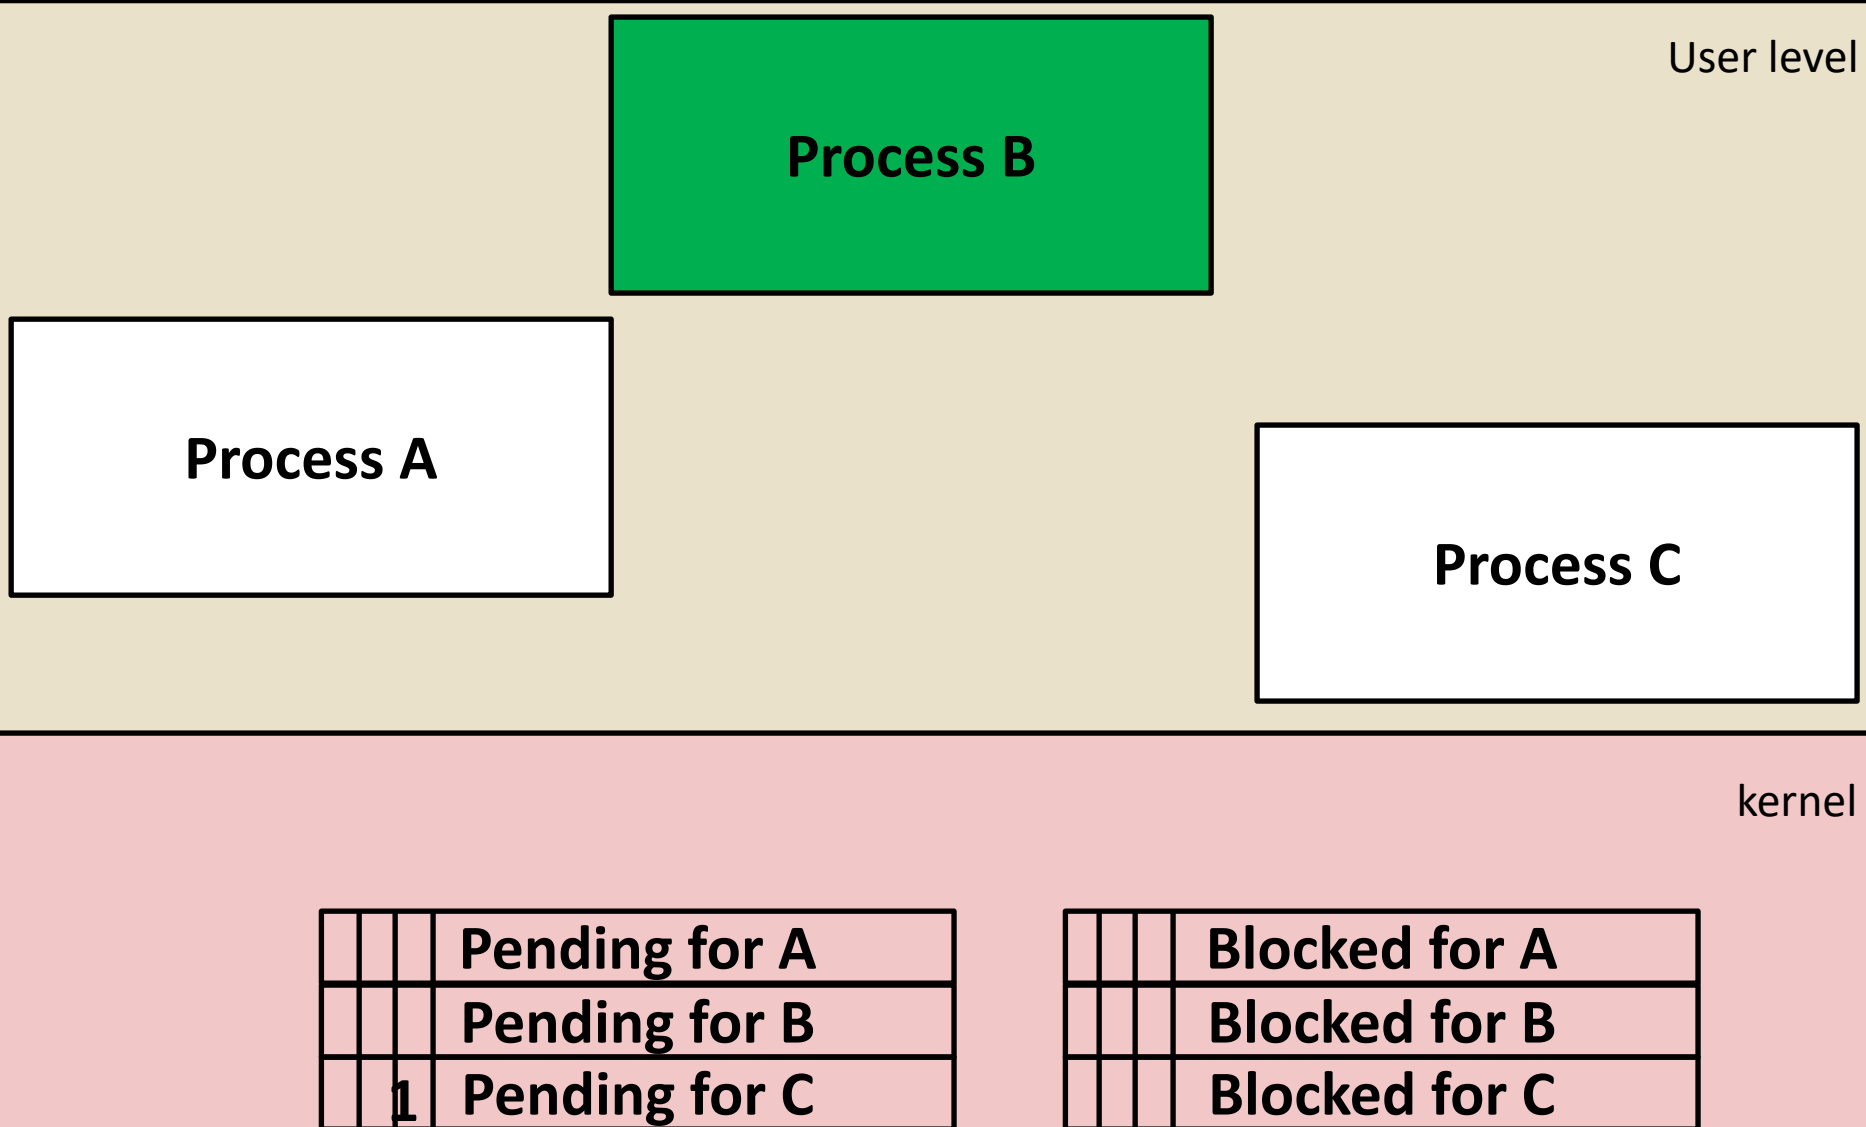 User level
Process B
Process A
Process C
kernel
Pending for A
Blocked for A
Pending for B
Blocked for B
1 Pending for C
Blocked for C